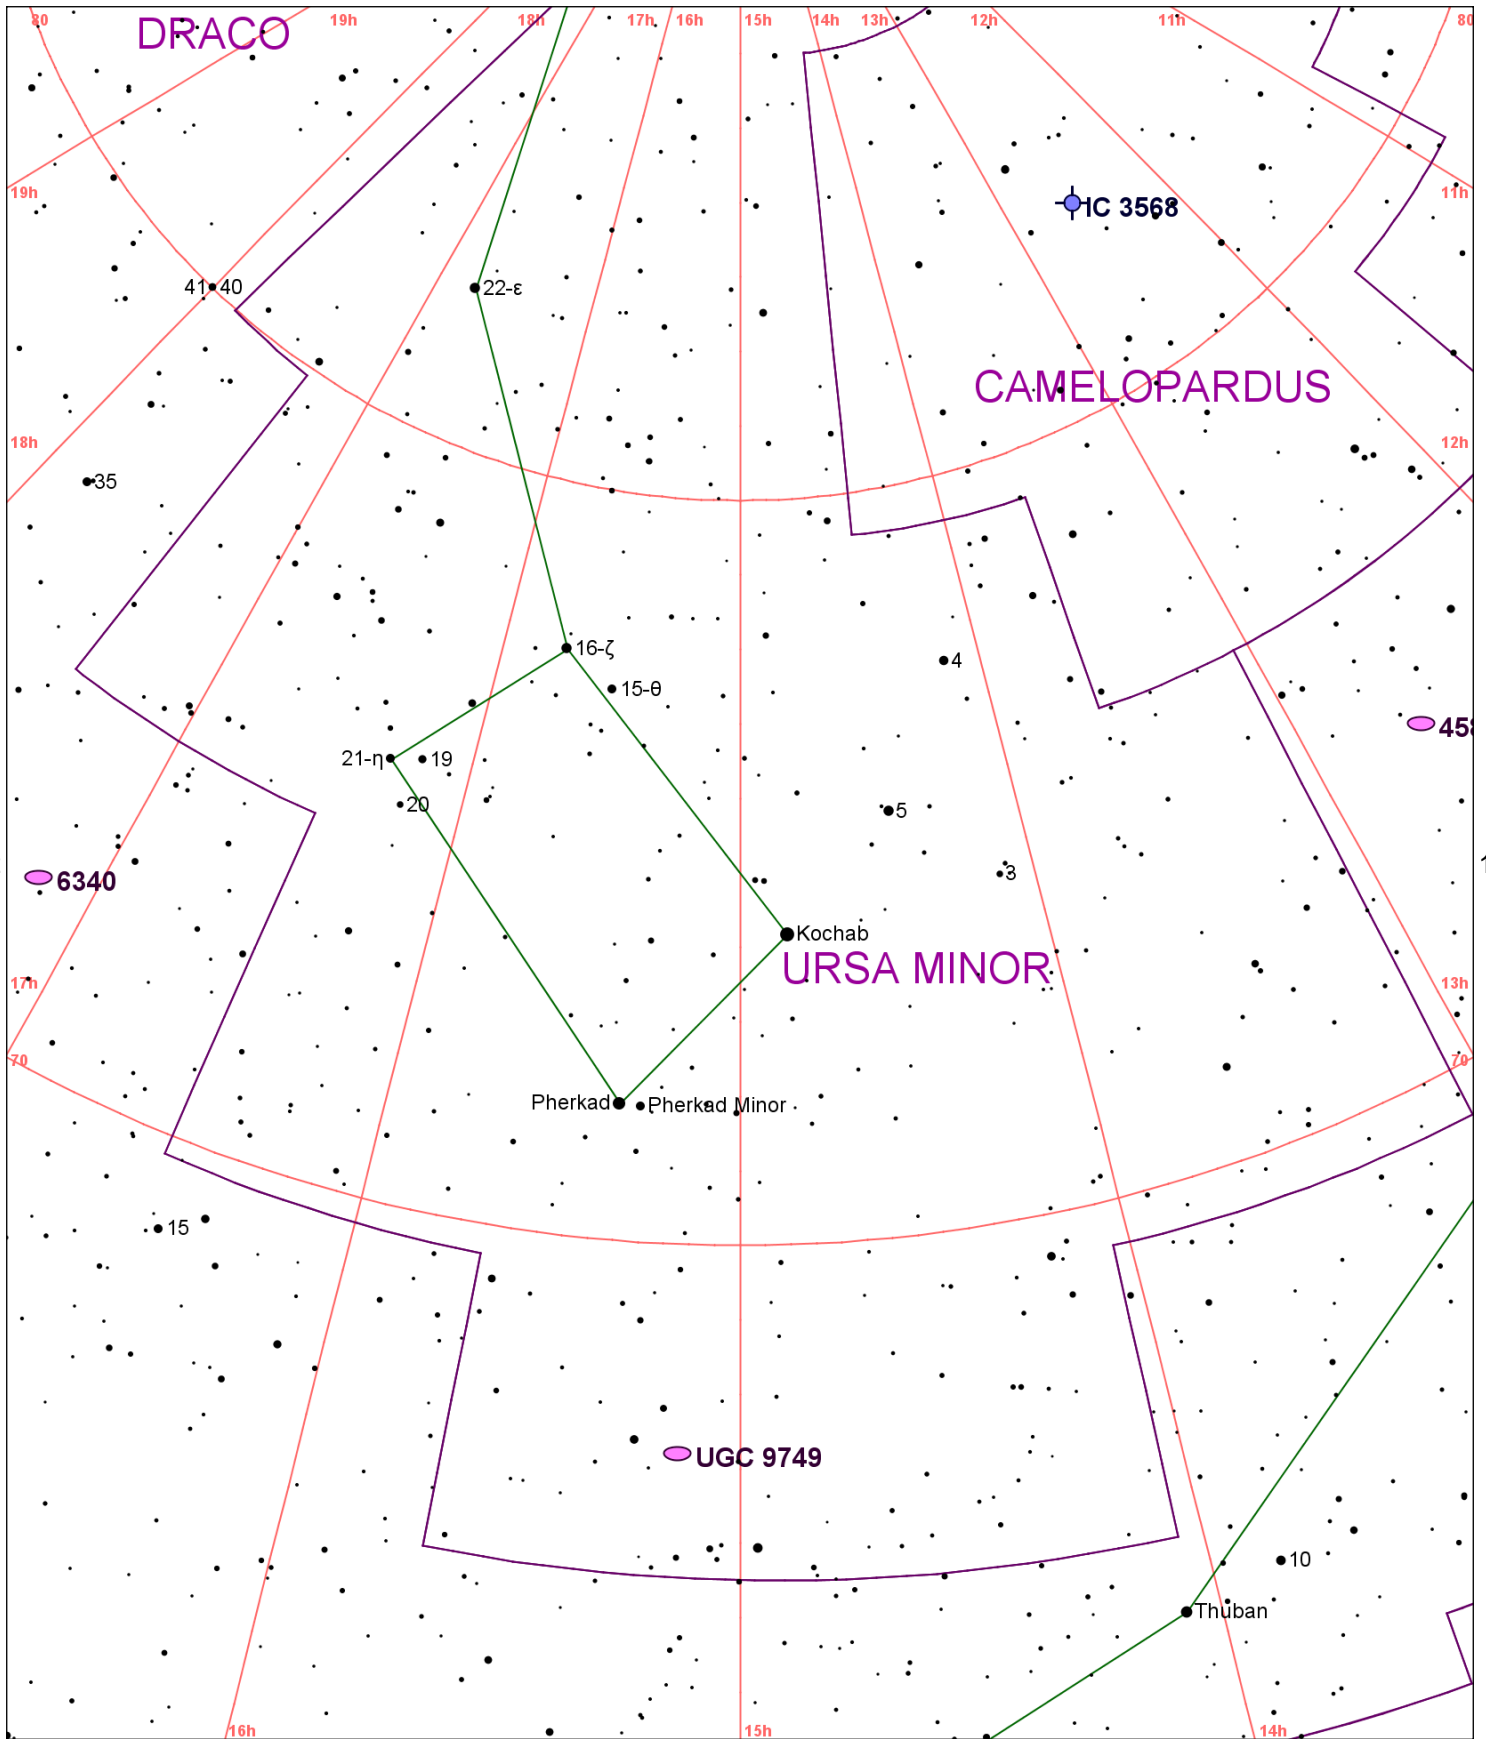 80
19h
18h
17h
16h
15h
14h
13h
12h
11h
80
DRACO
19h
11h
IC 3568
41
40
22-ε
CAMELOPARDUS
18h
12h
35
16-ζ
4
15-θ
458
21-η
19
20
5
3
6340
Kochab
URSA MINOR
17h
13h
70
70
Pherkad
Pherkad Minor
15
UGC 9749
10
Thuban
16h
15h
14h